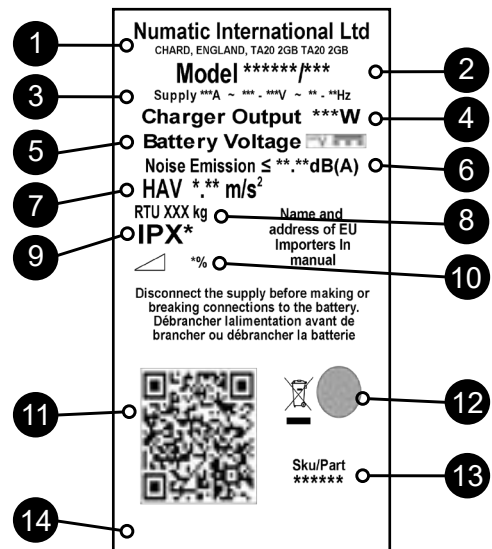 Numatic International Ltd
CHARD, ENGLAND, TA20 2GB TA20 2GB
1
Model ******/***
2
3
Supply ***A ~ *** - ***V ~ ** - **Hz
Charger Output ***W
4
5
Battery Voltage
Noise Emission ≤ **.**dB(A)
6
7
HAV *.** m/s²
RTU XXX kg
8
9
IPX*
Name and
address of EU
Importers In
manual
*%
10
Disconnect the supply before making or
breaking connections to the battery.
Débrancher lalimentation avant de
brancher ou débrancher la batterie
11
12
Sku/Part
******
13
14